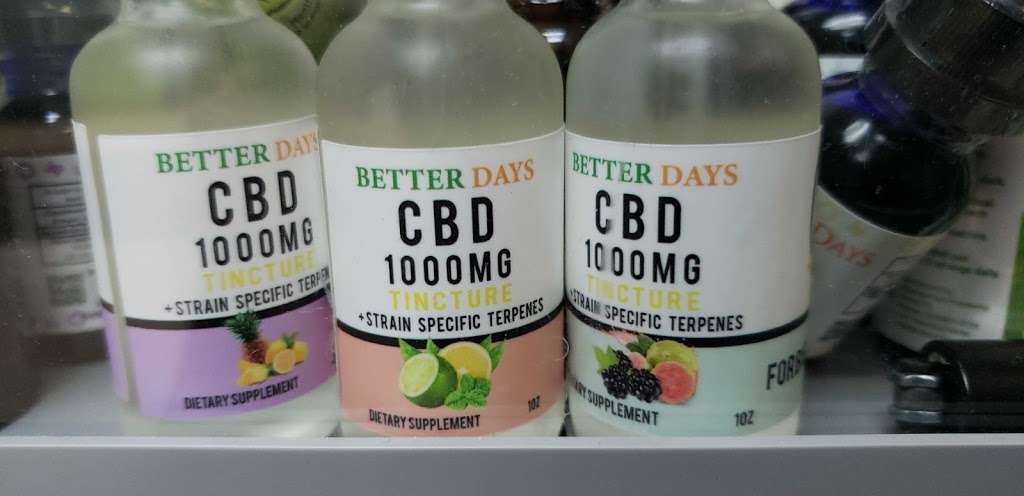 BETTER DAYS
CBD
1000MG
TINCTURE
+STRAIN SPECIFIC
DIETARY SUPPLEMENT
BETTER DAYS
CBD
1000MG
TINCTURE
+STRAIN SPECIFIC TERPENES
DIETARY SUPPLEMENT
1OZ
BETTER DAYS
CBD
1000MG
TINCTURE
+STRAIN SPECIFIC TERPENES
SUPPLEMENT
1OZ
DAYS